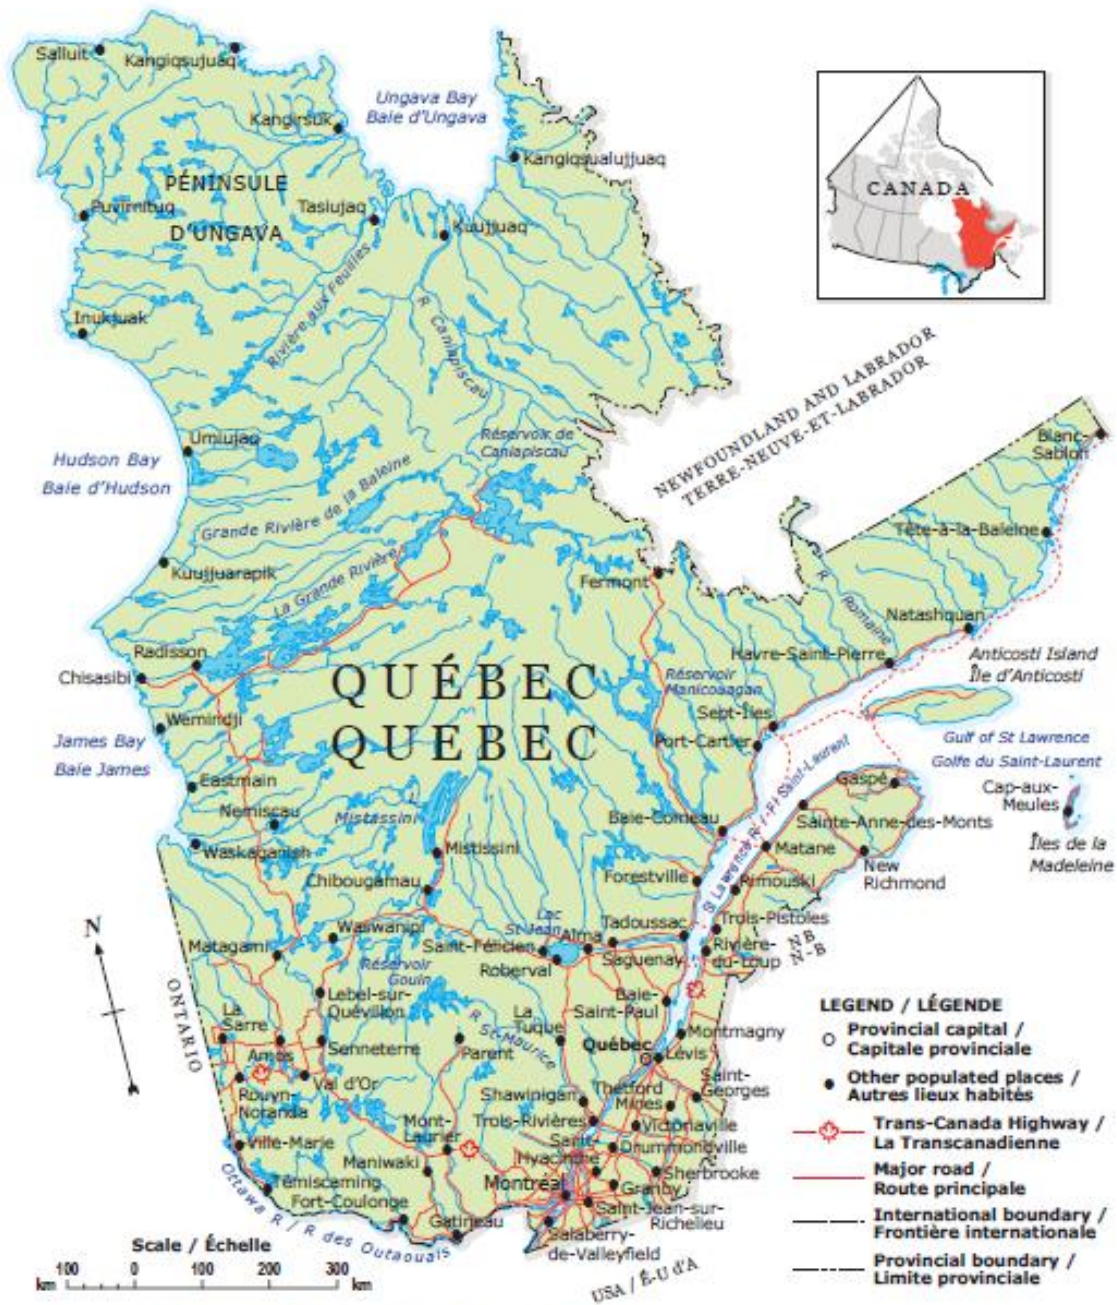 Salluit
Kangiqsujuaq
Ungava Bay
Baie d'Ungava
Kangirsuk
Kangiqsualujjuaq
CANADA
PÉNINSULE
D'UNGAVA
Puvirnituq
Tasiujaq
Kuujjuaq
Inukjuak
Rivière aux Feuilles
R Caniapiscau
NEWFOUNDLAND AND LABRADOR
TERRE-NEUVE-ET-LABRADOR
Umiujaq
Réservoir de
Caniapiscau
Blanc-
Sablon
Hudson Bay
Baie d'Hudson
Grande Rivière de la Baleine
Tête-à-la-Baleine
Kuujjuarapik
La Grande Rivière
Fermont
R Romaine
Natashquan
Radisson
Chisasibi
Havre-Saint-Pierre
Anticosti Island
Île d'Anticosti
QUÉBEC
QUEBEC
Réservoir
Manicouagan
Sept-Îles
Port-Cartier
Wemindji
James Bay
Baie James
Gulf of St Lawrence
Golfe du Saint-Laurent
St Lawrence R / Fl Saint-Laurent
Eastmain
Gaspé
Cap-aux-
Meules
Nemiscau
L
Mistassini
Baie-Comeau
Sainte-Anne-des-Monts
Îles de la
Madeleine
Waskaganish
Mistissini
Matane
New
Richmond
Chibougamau
Forestville
Rimouski
N
Waswanipi
Lac
St Jean
Alma
Tadoussac
Trois-Pistoles
Matagami
Saint-Félicien
Roberval
Saguenay
Rivière-
du-Loup
N B
N-B
ONTARIO
Réservoir
Gouin
Lebel-sur-
Quévillon
Baie-
Saint-Paul
La
Sarre
R St-Maurice
La
Tuque
Montmagny
Amos
Senneterre
Parent
Québec
Lévis
Val d'Or
Rouyn-
Noranda
Shawinigan
Thetford
Mines
Saint-
Georges
Mont-
Laurier
Trois-Rivières
Victoriaville
Ville-Marie
Maniwaki
Saint-
Hyacinthe
Drummondville
Témiscaming
Montréal
Sherbrooke
Fort-Coulonge
Granby
Ottawa R / R des Outaouais
Gatineau
Saint-Jean-sur-
Richelieu
Salaberry-
de-Valleyfield
USA / É-U d'A
LEGEND / LÉGENDE
Provincial capital /
Capitale provinciale
Other populated places /
Autres lieux habités
Trans-Canada Highway /
La Transcanadienne
Major road /
Route principale
International boundary /
Frontière internationale
Provincial boundary /
Limite provinciale
Scale / Échelle
100 0 100 200 300
km km